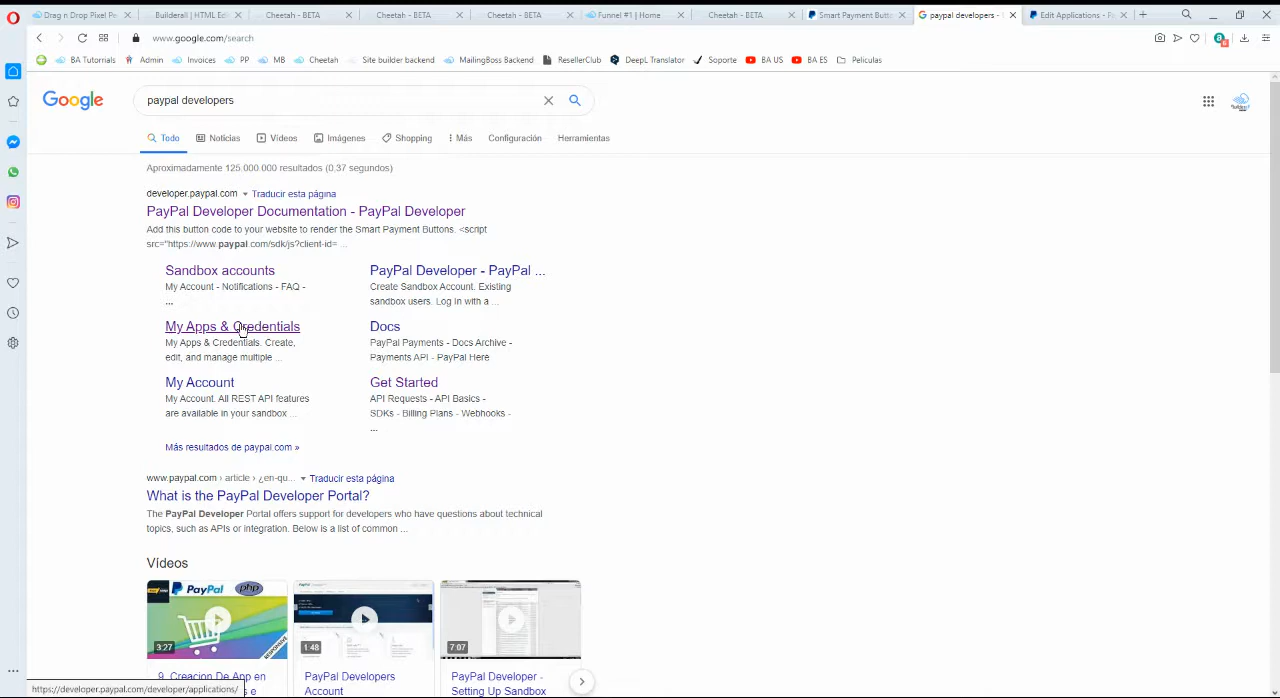 Drag n Drop Pixel Pe
Builderall | HTML Edi
Cheetah - BETA
Cheetah - BETA
Cheetah - BETA
Funnel #1 | Home
Cheetah - BETA
Smart Payment Butto
paypal developers -
Edit Applications - Pa
www.google.com/search
BA Tutorrials
Admin
Invoices
PP
MB
Cheetah
Site builder backend
MailingBoss Backend
ResellerClub
DeepL Translator
Soporte
BA US
BA ES
Peliculas
Google
paypal developers
Todo
Noticias
Vídeos
Imágenes
Shopping
Más
Configuración
Herramientas
Aproximadamente 125.000.000 resultados (0,37 segundos)
developer.paypal.com Traducir esta página
PayPal Developer Documentation - PayPal Developer
Add this button code to your website to render the Smart Payment Buttons. <script
src="https://www.paypal.com/sdk/js?client-id= ...
Sandbox accounts
My Account - Notifications - FAQ -
...
PayPal Developer - PayPal ...
Create Sandbox Account. Existing
sandbox users. Log In with a ...
My Apps & Credentials
My Apps & Credentials. Create,
edit, and manage multiple ...
Docs
PayPal Payments - Docs Archive -
Payments API - PayPal Here
My Account
My Account. All REST API features
are available in your sandbox ...
Get Started
API Requests - API Basics -
SDKs - Billing Plans - Webhooks -
...
Más resultados de paypal.com »
www.paypal.com › article › ¿en-qu... Traducir esta página
What is the PayPal Developer Portal?
The PayPal Developer Portal offers support for developers who have questions about technical
topics, such as APIs or integration. Below is a list of common ...
Vídeos
PayPal php
3:27
1:48
7:07
9. Creacion De App en
PayPal Developers
Account
PayPal Developer -
Setting Up Sandbox
https://developer.paypal.com/developer/applications/